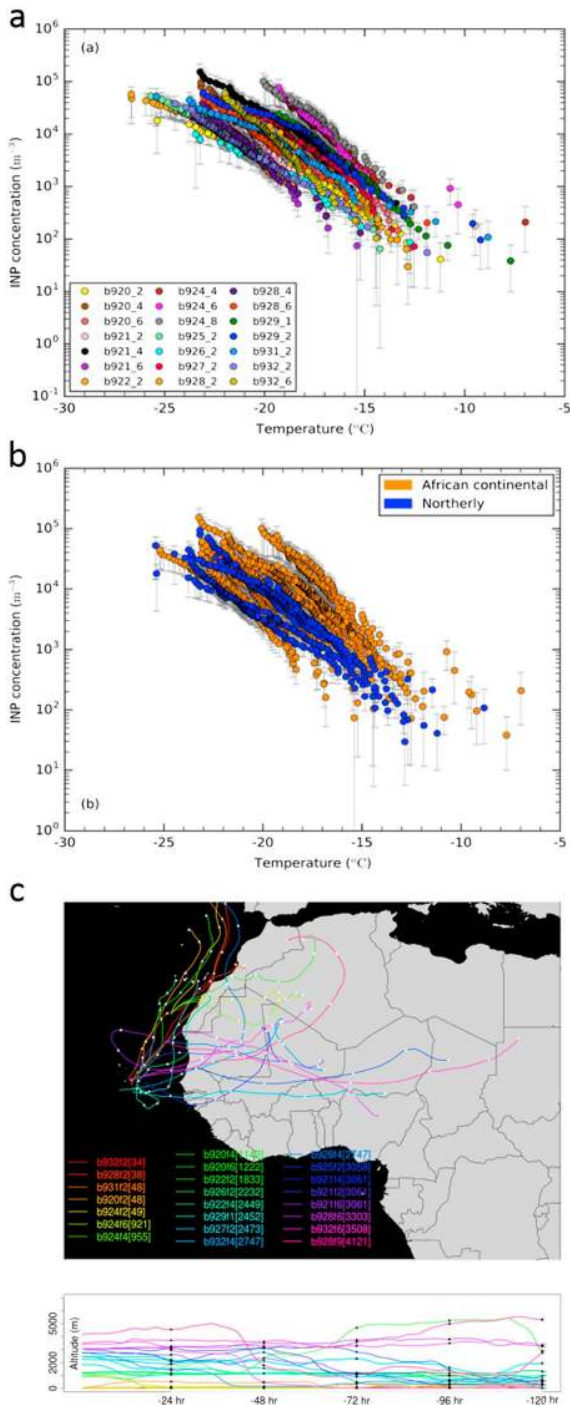 a
(a)
10⁶
10⁵
10⁴
10³
10²
10¹
10⁰
10⁻¹
INP concentration (m⁻³)
b920_2 b924_4 b928_4
b920_4 b924_6 b928_6
b920_6 b924_8 b929_1
b921_2 b925_2 b929_2
b921_4 b926_2 b931_2
b921_6 b927_2 b932_2
b922_2 b928_2 b932_6
-30 -25 -20 -15 -10 -5
Temperature (°C)
b
10⁶
10⁵
10⁴
10³
10²
10¹
10⁰
INP concentration (m⁻³)
African continental
Northerly
(b)
-30 -25 -20 -15 -10 -5
Temperature (°C)
c
b932f2[34]
b928f2[38]
b931f2[48]
b920f2[48]
b924f2[49]
b924f6[921]
b924f4[955]
b920f6[1222]
b922f2[1833]
b926f2[2232]
b922f4[2449]
b929f1[2452]
b927f2[2473]
b932f4[2747]
b925f2[3058]
b921f4[3061]
b921f2[3061]
b921f6[3061]
b928f6[3303]
b932f6[3508]
b928f9[4121]
Altitude (m)
5000
2000
0
-24 hr -48 hr -72 hr -96 hr -120 hr